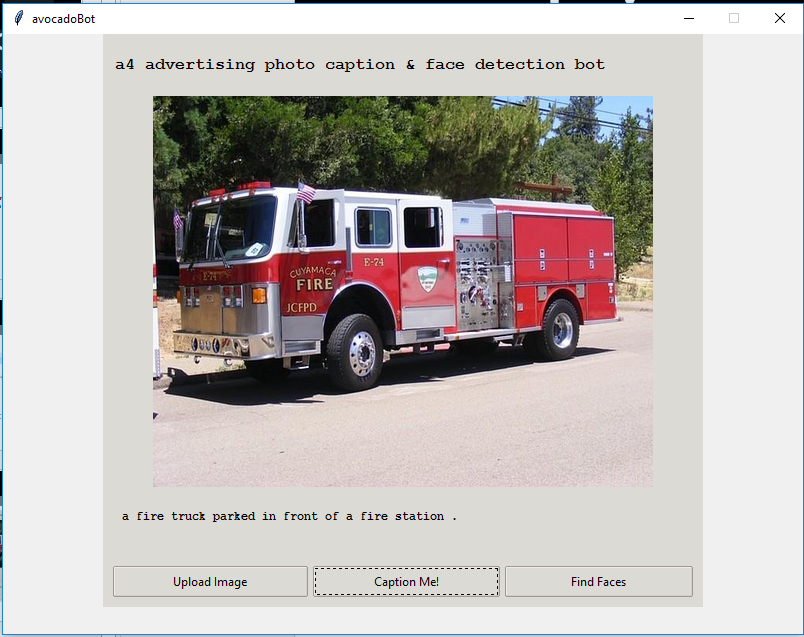 avocadoBot
a4 advertising photo caption & face detection bot
E-74
E-74
CUYAMACA
FIRE
JCFPD
a fire truck parked in front of a fire station .
Upload Image
Caption Me!
Find Faces